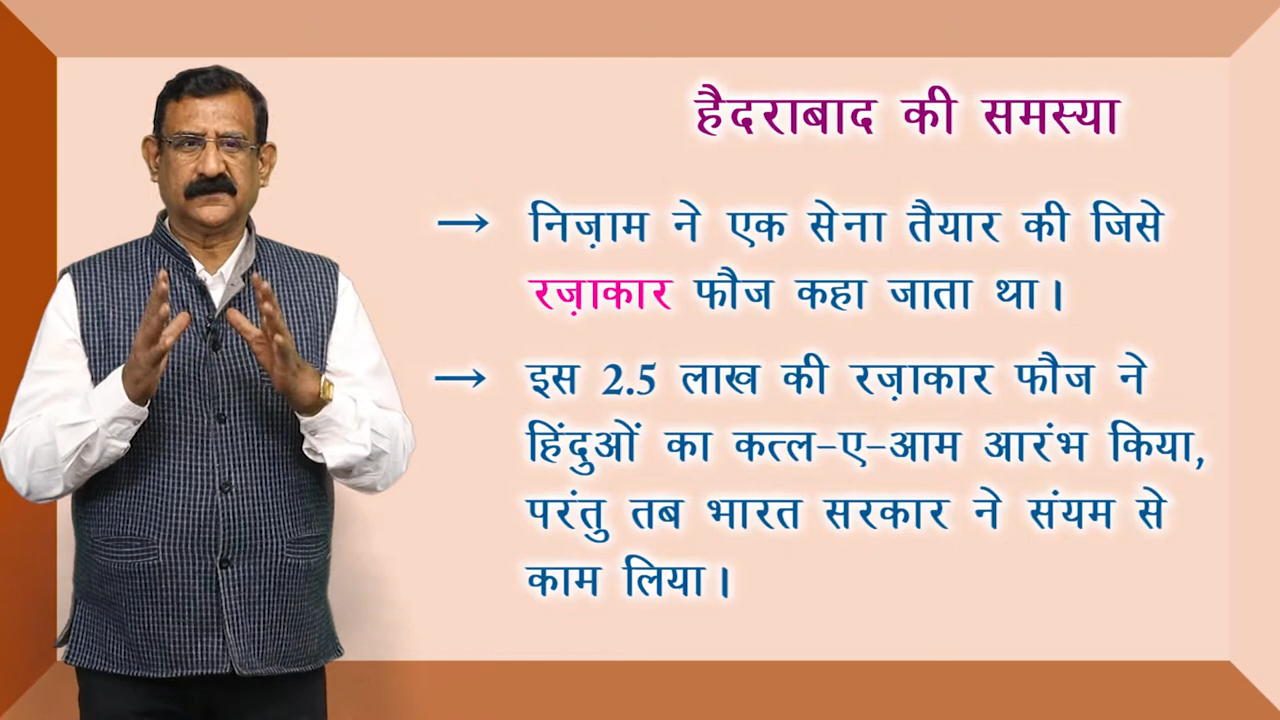 हैदराबाद की समस्या
→ निज़ाम ने एक सेना तैयार की जिसे
रज़ाकार फौज कहा जाता था।
→ इस 2.5 लाख की रज़ाकार फौज ने
हिंदुओं का कत्ल-ए-आम आरंभ किया,
परंतु तब भारत सरकार ने संयम से
काम लिया।